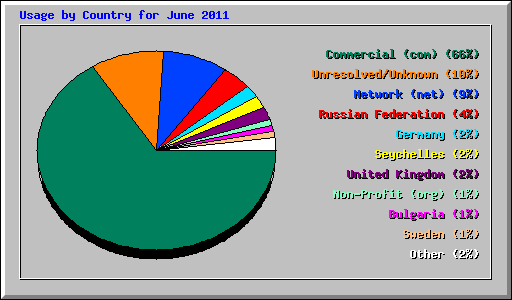 Usage by Country for June 2011
Commercial (com) (66%)
Unresolved/Unknown (10%)
Network (net) (9%)
Russian Federation (4%)
Germany (2%)
Seychelles (2%)
United Kingdom (2%)
Non-Profit (org) (1%)
Bulgaria (1%)
Sweden (1%)
Other (2%)